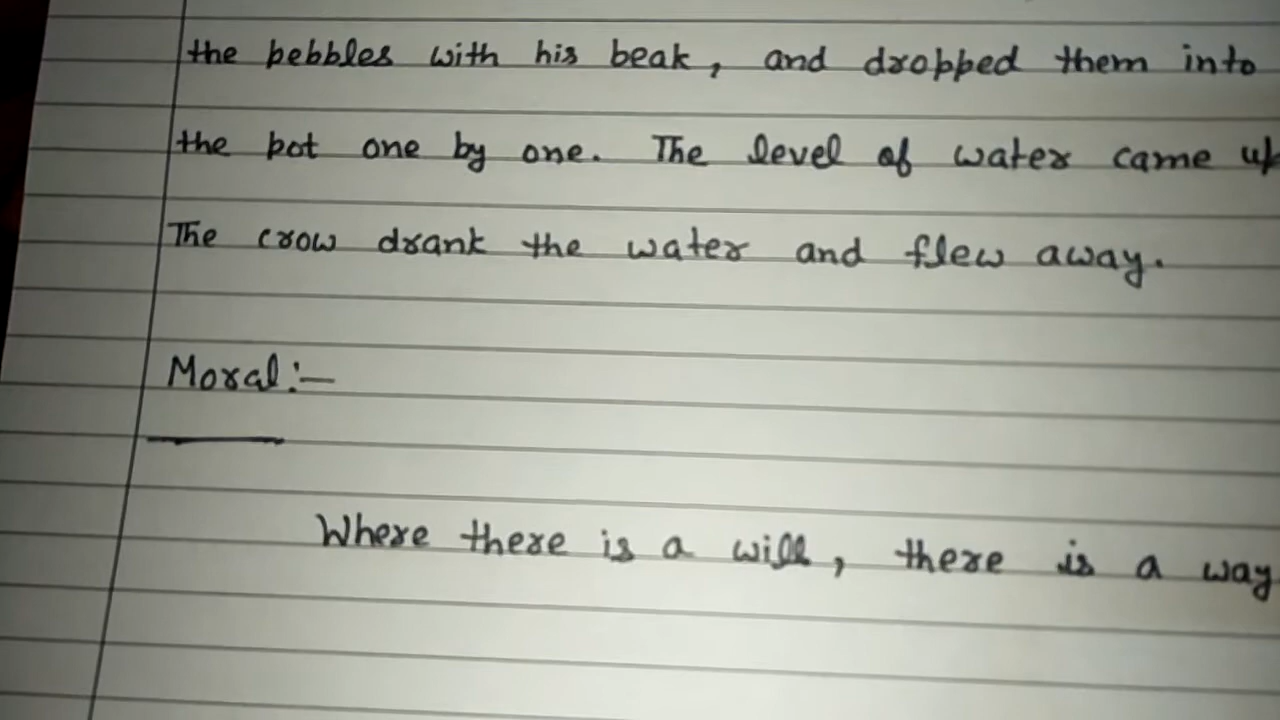 the pebbles with his beak, and dropped them into
the pot one by one. The level of water came up
The crow drank the water and flew away.
Moral:-
Where there is a will, there is a way